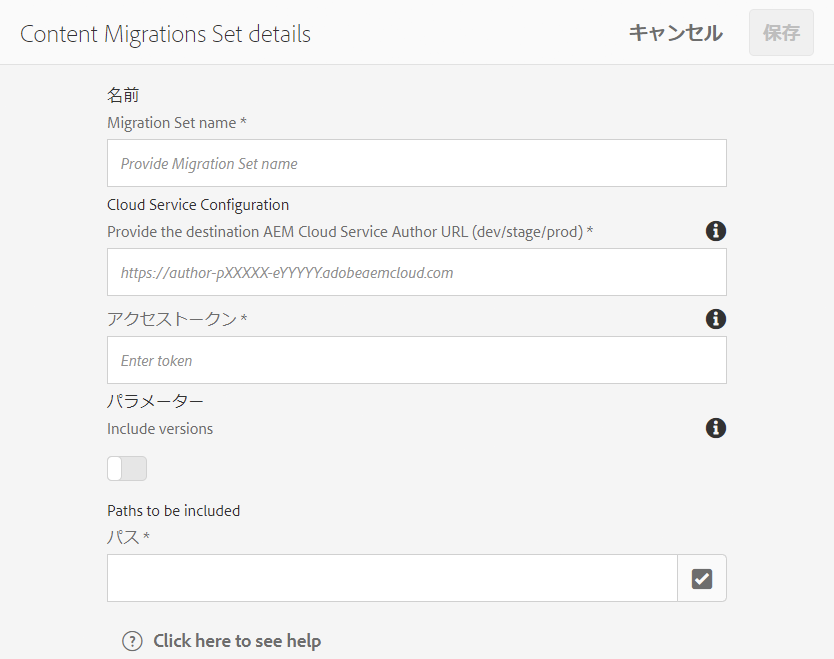 Content Migrations Set details
キャンセル
保存
名前
Migration Set name *
Provide Migration Set name
Cloud Service Configuration
Provide the destination AEM Cloud Service Author URL (dev/stage/prod) *
https://author-pXXXXX-eYYYYY.adobeaemcloud.com
アクセストークン *
Enter token
パラメーター
Include versions
Paths to be included
パス *
Click here to see help